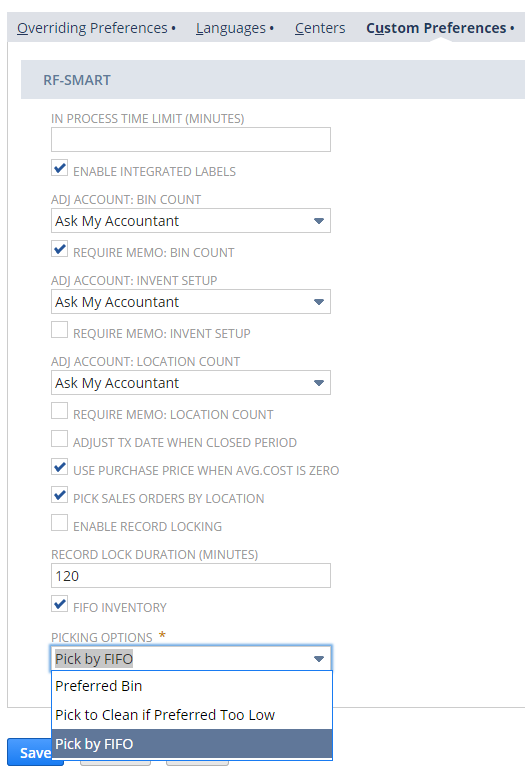 Overriding Preferences • Languages • Centers Custom Preferences •
RF-SMART
IN PROCESS TIME LIMIT (MINUTES)
ENABLE INTEGRATED LABELS
ADJ ACCOUNT: BIN COUNT
Ask My Accountant
REQUIRE MEMO: BIN COUNT
ADJ ACCOUNT: INVENT SETUP
Ask My Accountant
REQUIRE MEMO: INVENT SETUP
ADJ ACCOUNT: LOCATION COUNT
Ask My Accountant
REQUIRE MEMO: LOCATION COUNT
ADJUST TX DATE WHEN CLOSED PERIOD
USE PURCHASE PRICE WHEN AVG.COST IS ZERO
PICK SALES ORDERS BY LOCATION
ENABLE RECORD LOCKING
RECORD LOCK DURATION (MINUTES)
120
FIFO INVENTORY
PICKING OPTIONS *
Pick by FIFO
Preferred Bin
Pick to Clean if Preferred Too Low
Pick by FIFO
Save